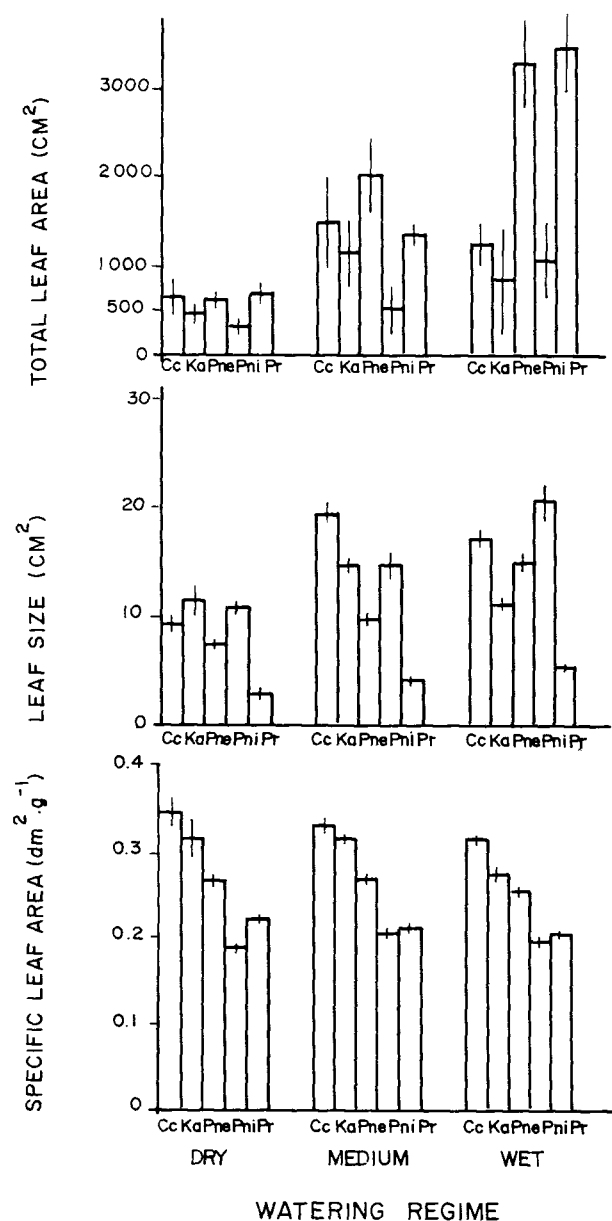 TOTAL LEAF AREA (CM²)
3000
2000
1000
500
0
Cc Ka Pne Pni Pr Cc Ka Pne Pni Pr Cc Ka Pne Pni Pr
LEAF SIZE (CM²)
30
20
10
0
Cc Ka Pne Pni Pr Cc Ka Pne Pni Pr Cc Ka Pne Pni Pr
SPECIFIC LEAF AREA (dm².g⁻¹)
0.4
0.3
0.2
0.1
0
Cc Ka Pne Pni Pr Cc Ka Pne Pni Pr Cc Ka Pne Pni Pr
DRY MEDIUM WET
WATERING REGIME